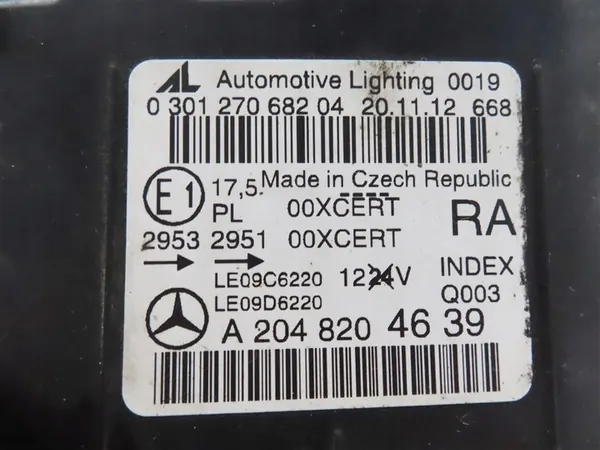 AL Automotive Lighting 0019
0 301 270 682 04 20.11.12 668
E1 17,5 Made in Czech Republic
PL 00XCERT RA
2953 2951 00XCERT
LE09C6220 1224V INDEX
LE09D6220 Q003
A 204 820 46 39